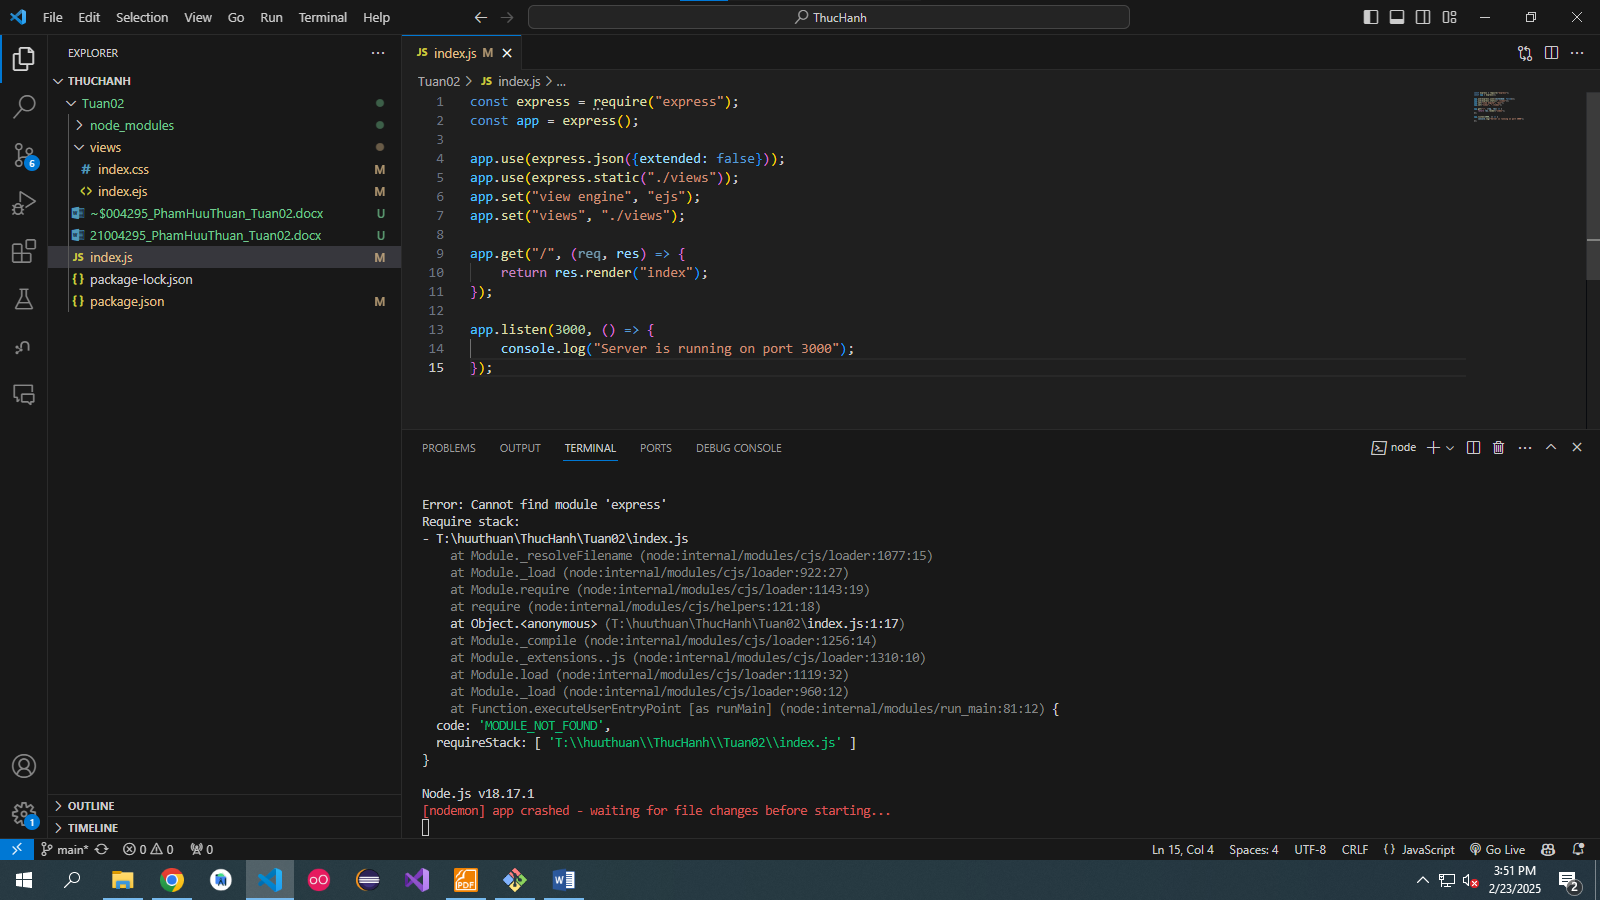 File Edit Selection View Go Run Terminal Help
ThucHanh
EXPLORER
THUCHANH
Tuan02
node_modules
views
# index.css M
<> index.ejs M
~$004295_PhamHuuThuan_Tuan02.docx U
21004295_PhamHuuThuan_Tuan02.docx U
JS index.js M
{} package-lock.json
{} package.json M
OUTLINE
TIMELINE
JS index.js M
Tuan02 > JS index.js > ...
1 const express = require("express");
2 const app = express();
3
4 app.use(express.json({extended: false}));
5 app.use(express.static("./views"));
6 app.set("view engine", "ejs");
7 app.set("views", "./views");
8
9 app.get("/", (req, res) => {
10 return res.render("index");
11 });
12
13 app.listen(3000, () => {
14 console.log("Server is running on port 3000");
15 });
PROBLEMS OUTPUT TERMINAL PORTS DEBUG CONSOLE
node
Error: Cannot find module 'express'
Require stack:
- T:\huuthuan\ThucHanh\Tuan02\index.js
at Module._resolveFilename (node:internal/modules/cjs/loader:1077:15)
at Module._load (node:internal/modules/cjs/loader:922:27)
at Module.require (node:internal/modules/cjs/loader:1143:19)
at require (node:internal/modules/cjs/helpers:121:18)
at Object.<anonymous> (T:\huuthuan\ThucHanh\Tuan02\index.js:1:17)
at Module._compile (node:internal/modules/cjs/loader:1256:14)
at Module._extensions..js (node:internal/modules/cjs/loader:1310:10)
at Module.load (node:internal/modules/cjs/loader:1119:32)
at Module._load (node:internal/modules/cjs/loader:960:12)
at Function.executeUserEntryPoint [as runMain] (node:internal/modules/run_main:81:12) {
code: 'MODULE_NOT_FOUND',
requireStack: [ 'T:\\huuthuan\\ThucHanh\\Tuan02\\index.js' ]
}
Node.js v18.17.1
[nodemon] app crashed - waiting for file changes before starting...
6
1
main* 0 0 0
Ln 15, Col 4 Spaces: 4 UTF-8 CRLF {} JavaScript Go Live
PDF
3:51 PM
2/23/2025
2